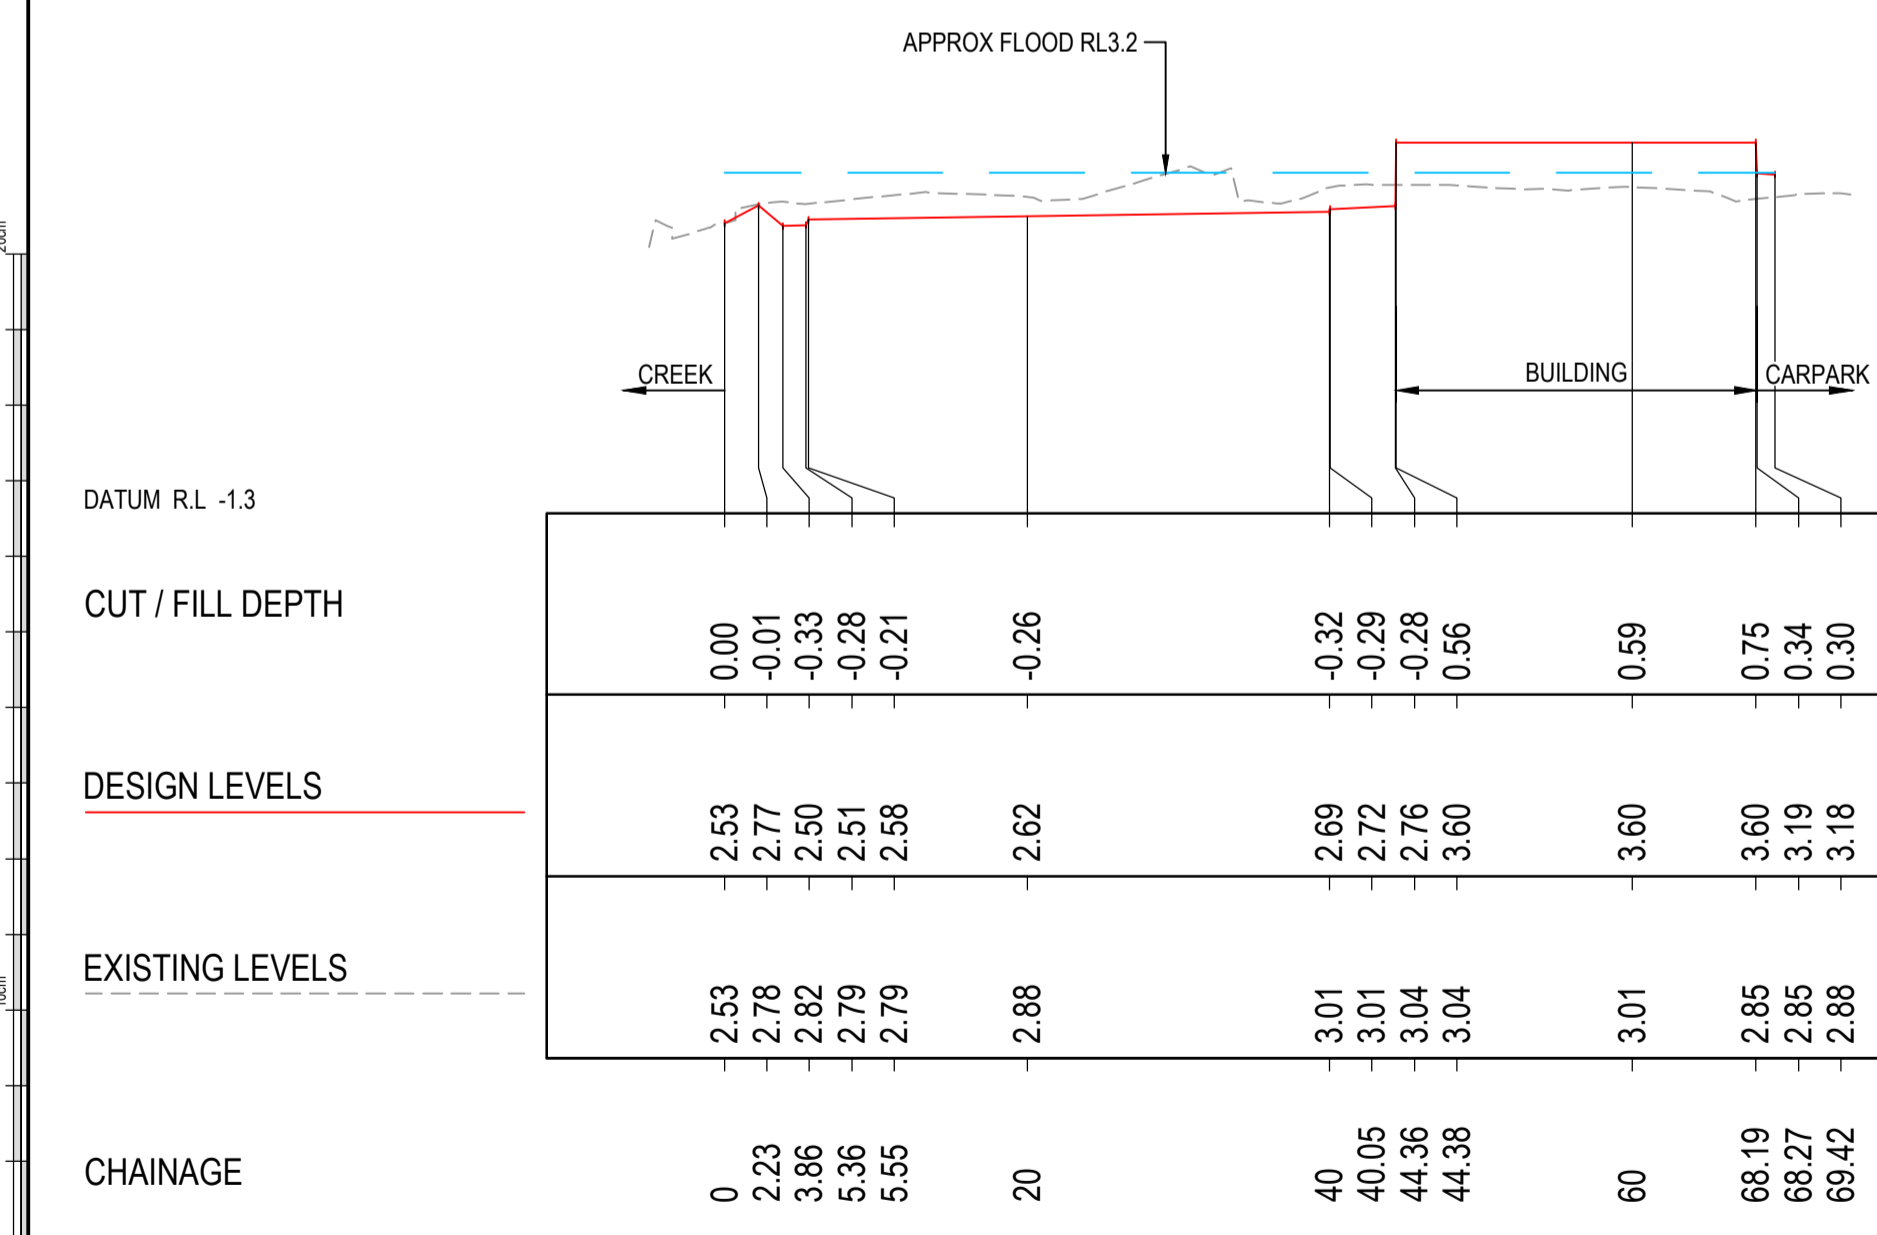 APPROX FLOOD RL3.2
20cm
CREEK
BUILDING
CARPARK
DATUM R.L -1.3
CUT / FILL DEPTH
0.00 -0.01 -0.33 -0.28 -0.21 -0.26 -0.32 -0.29 -0.28 0.56 0.59 0.75 0.34 0.30
DESIGN LEVELS
2.53 2.77 2.50 2.51 2.58 2.62 2.69 2.72 2.76 3.60 3.60 3.60 3.19 3.18
EXISTING LEVELS
2.53 2.78 2.82 2.79 2.79 2.88 3.01 3.01 3.04 3.04 3.01 2.85 2.85 2.88
10cm
CHAINAGE
0 2.23 3.86 5.36 5.55 20 40 40.05 44.36 44.38 60 68.19 68.27 69.42